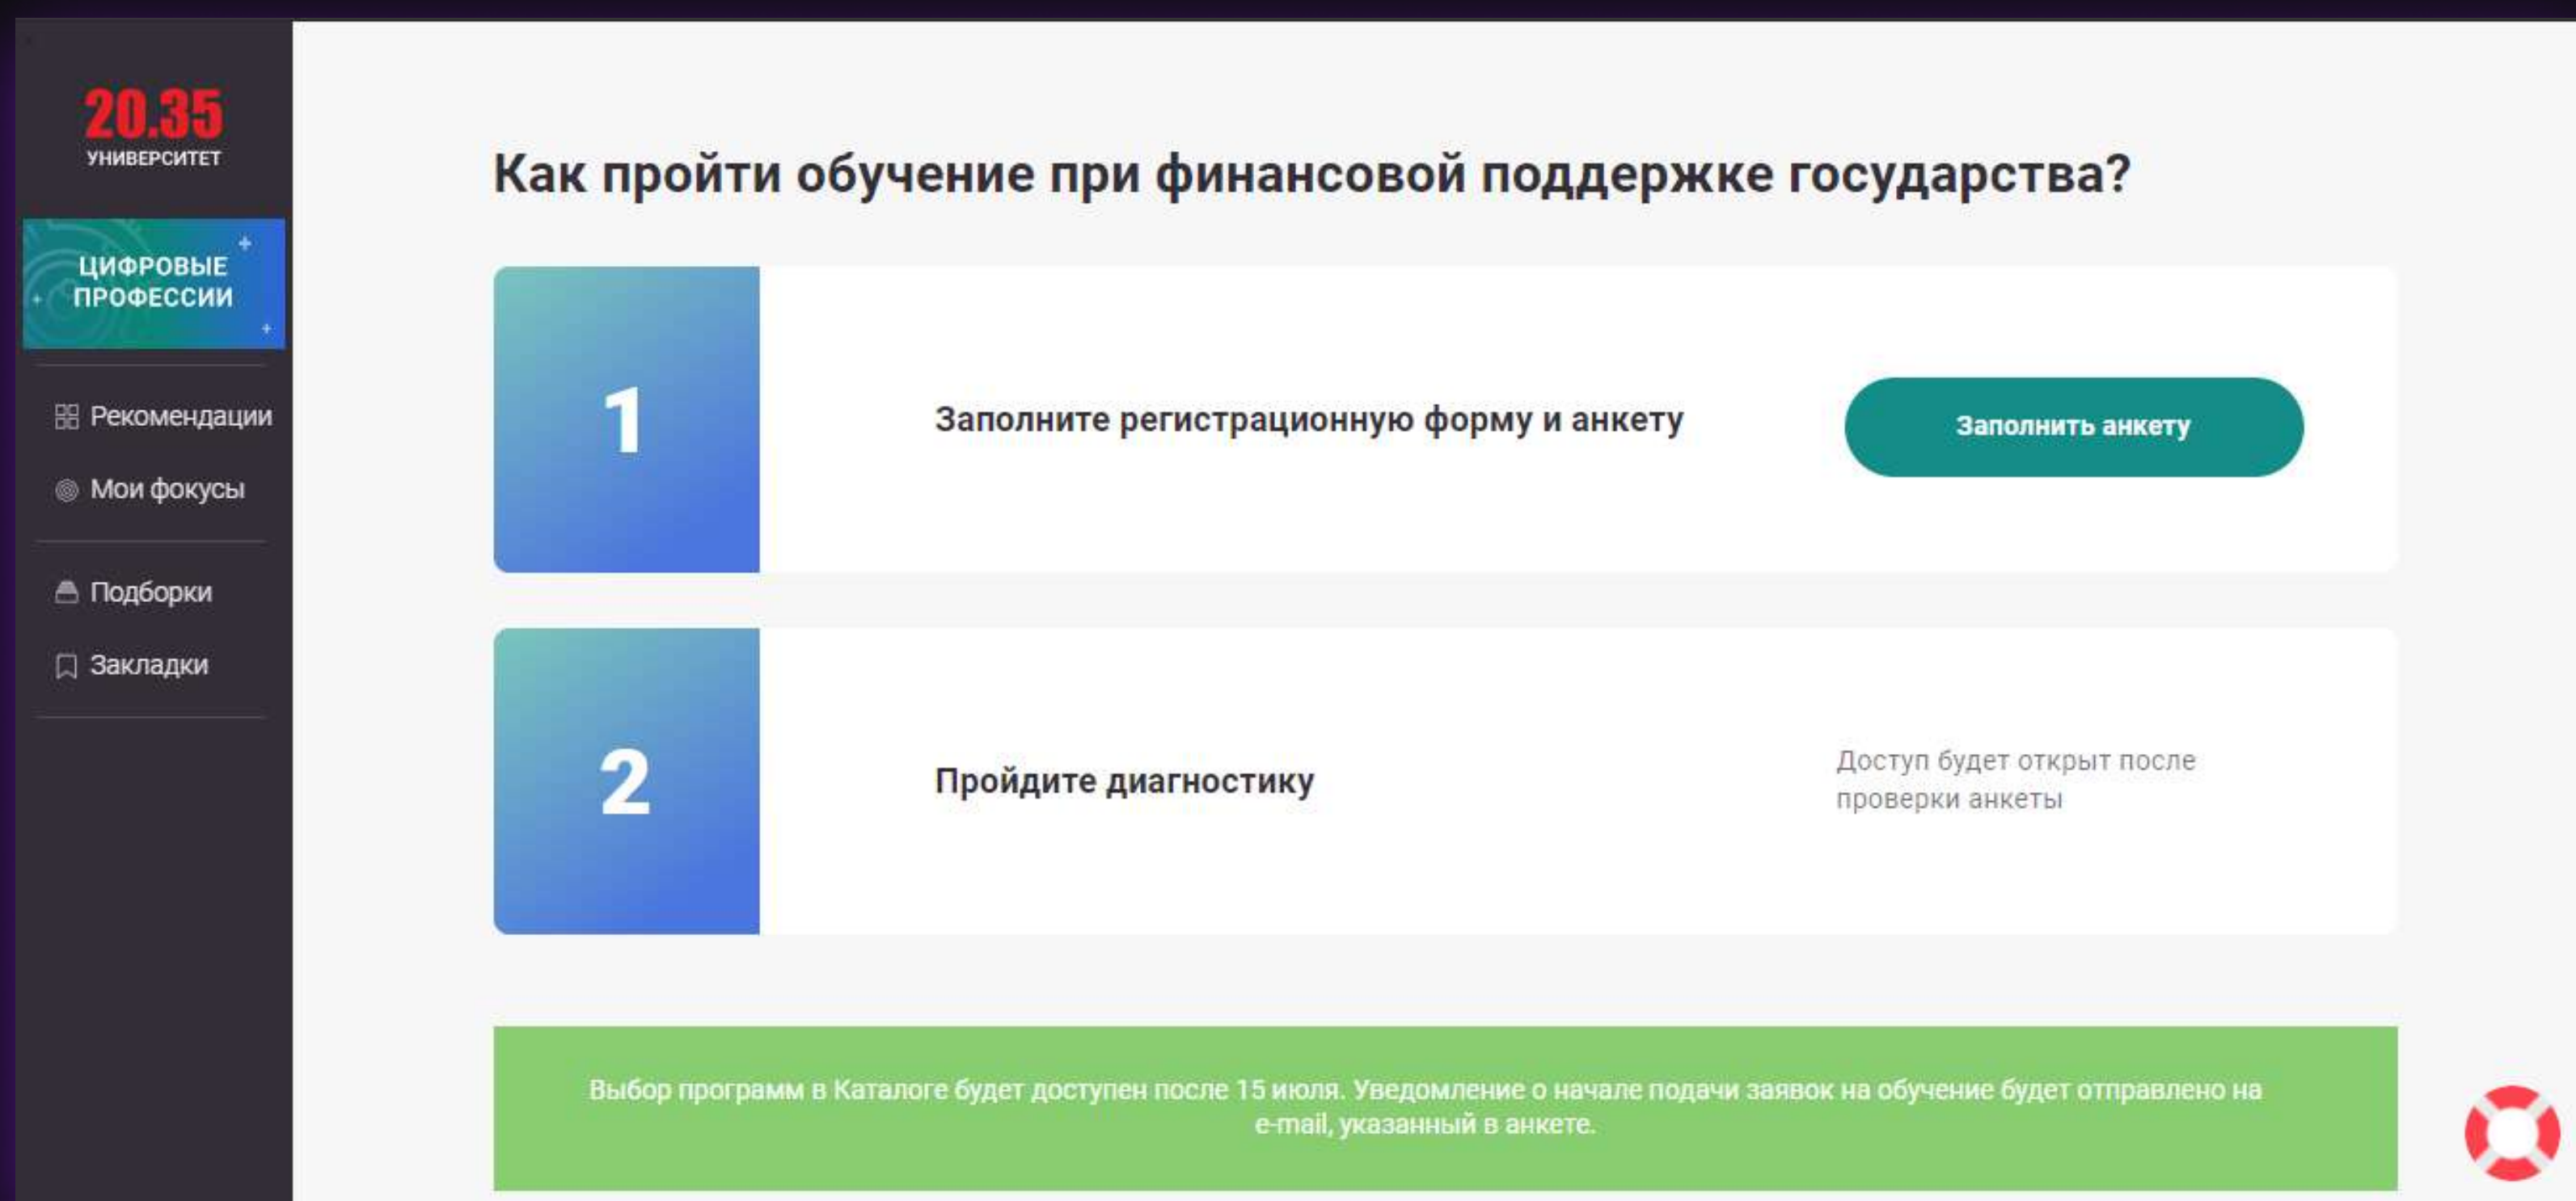 20.35
УНИВЕРСИТЕТ
ЦИФРОВЫЕ
ПРОФЕССИИ
Рекомендации
Мои фокусы
Подборки
Закладки
Как пройти обучение при финансовой поддержке государства?
1
Заполните регистрационную форму и анкету
Заполнить анкету
2
Пройдите диагностику
Доступ будет открыт после
проверки анкеты
Выбор программ в Каталоге будет доступен после 15 июля. Уведомление о начале подачи заявок на обучение будет отправлено на
e-mail, указанный в анкете.